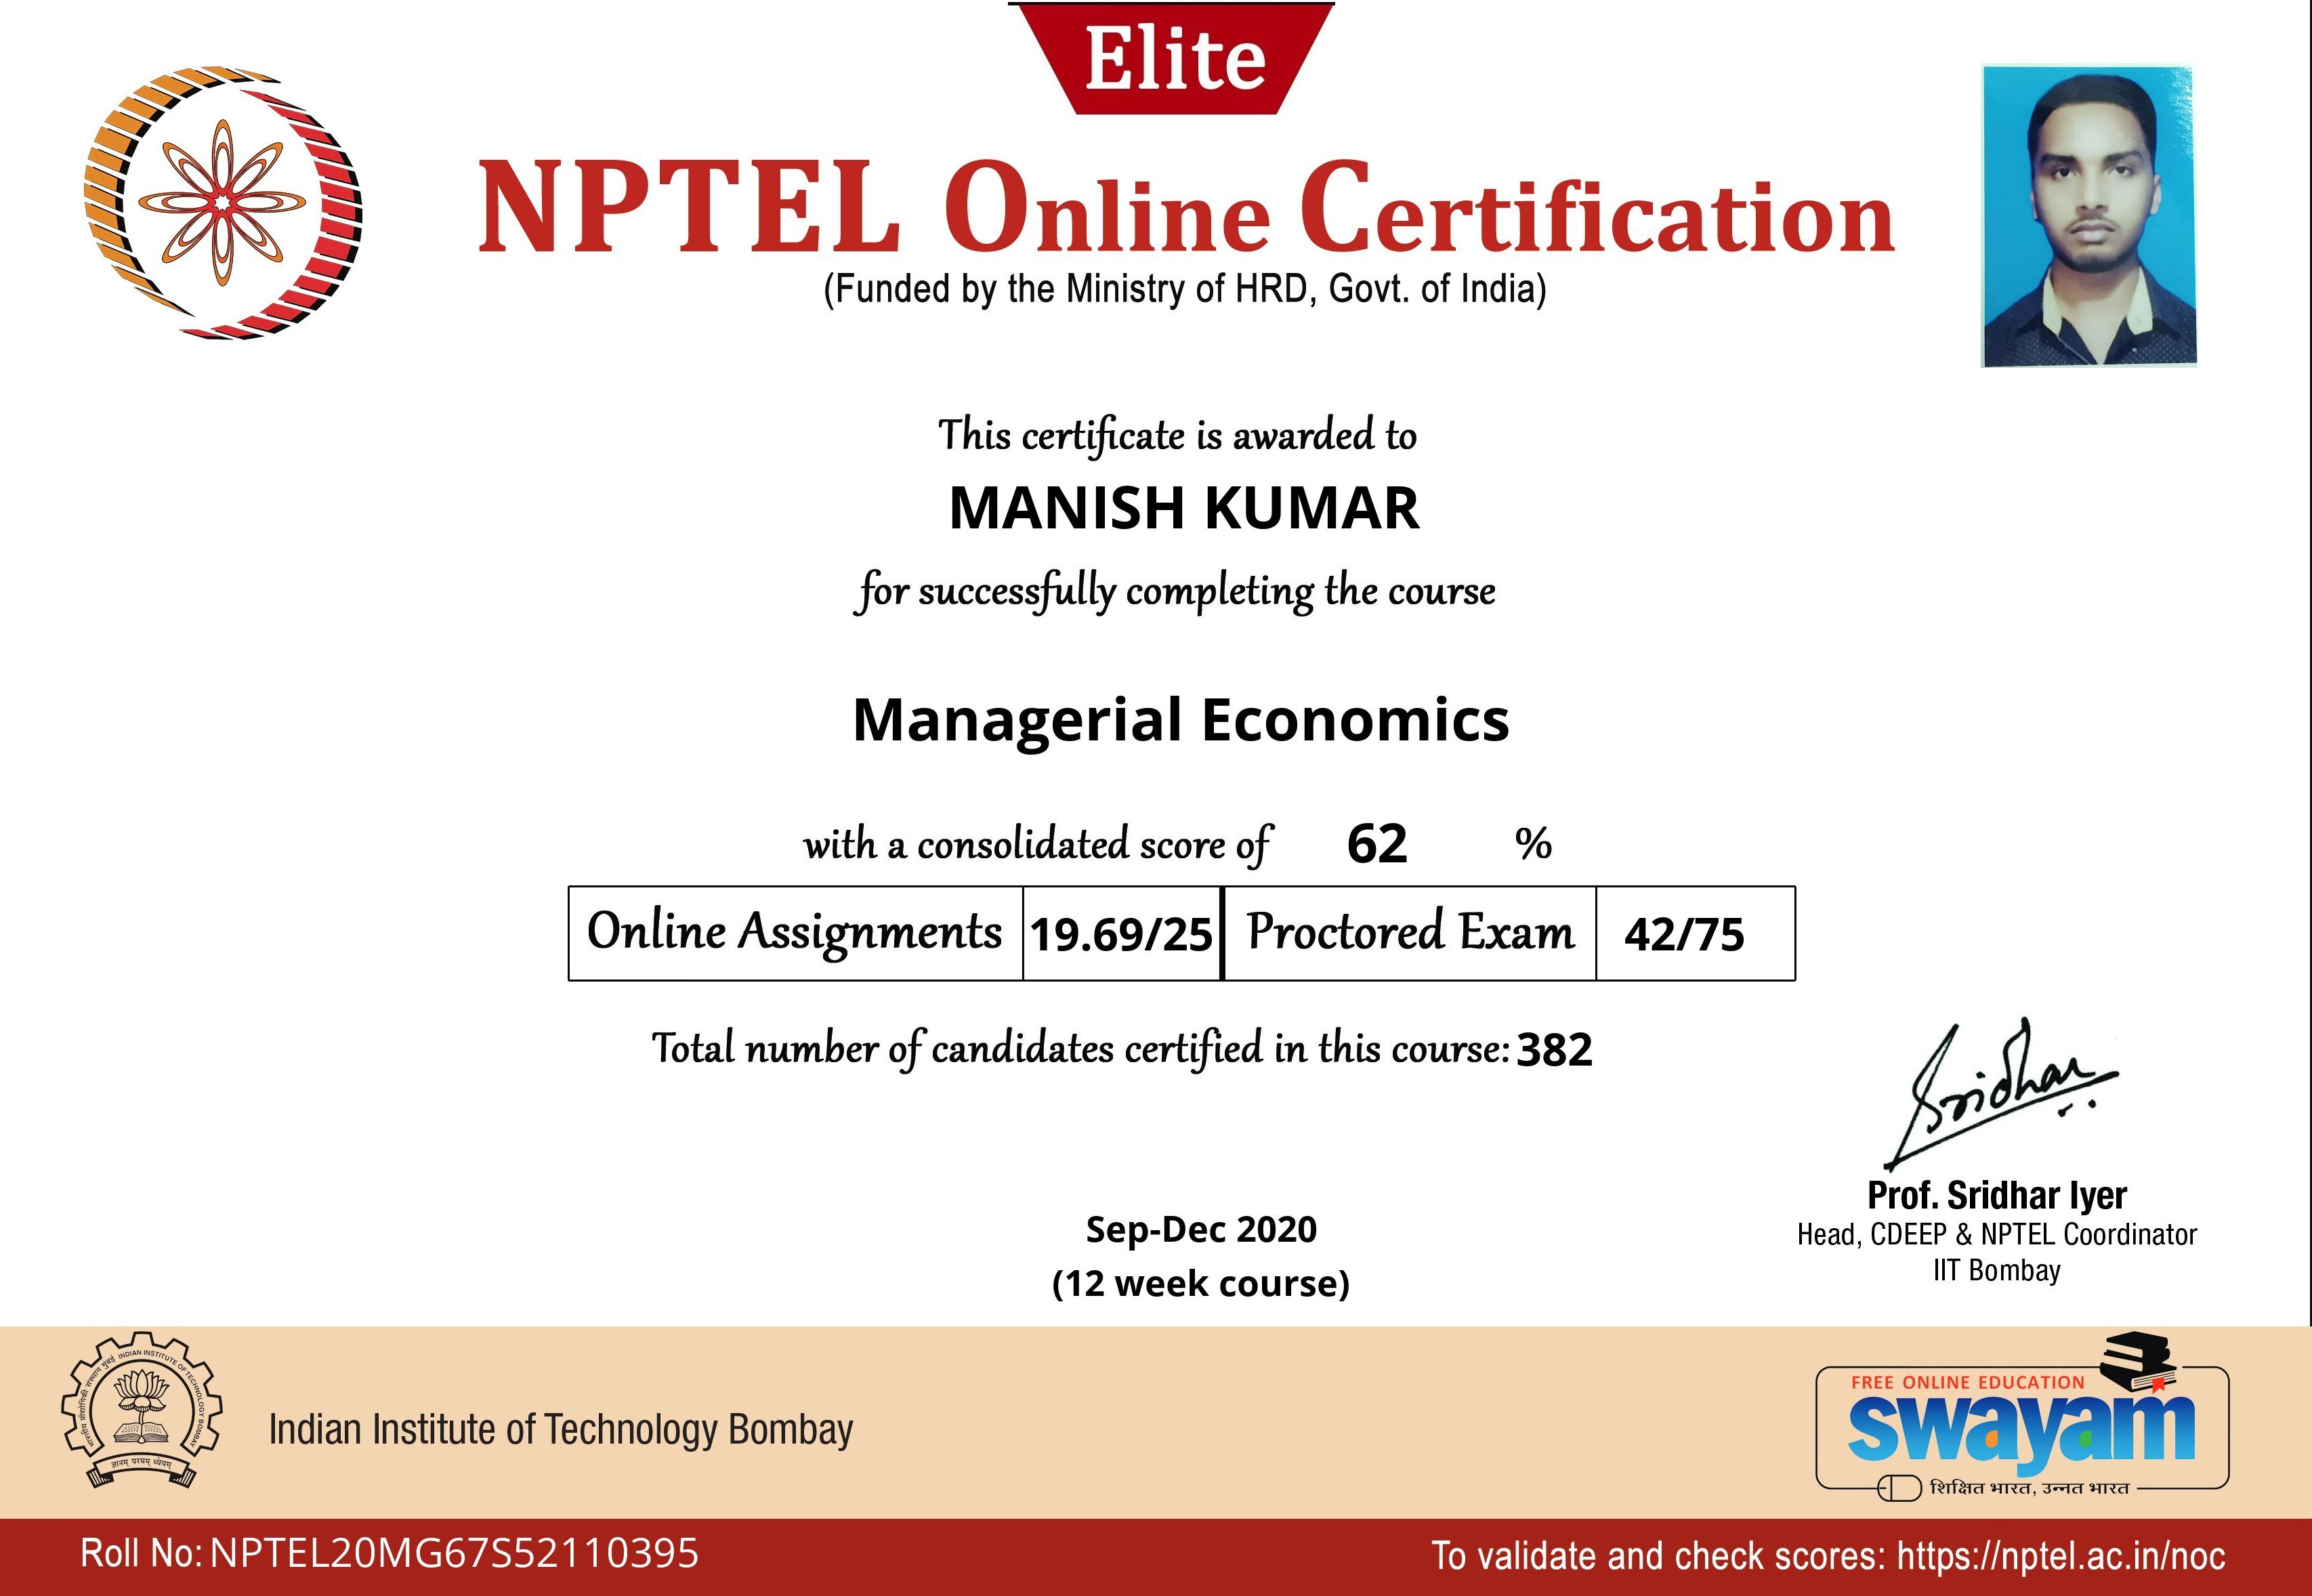 Elite
NPTEL Online Certification
(Funded by the Ministry of HRD, Govt. of India)
This certificate is awarded to
MANISH KUMAR
for successfully completing the course
Managerial Economics
with a consolidated score of 62 %
Online Assignments 19.69/25 Proctored Exam 42/75
Total number of candidates certified in this course: 382
Sridhar
Prof. Sridhar Iyer
Head, CDEEP & NPTEL Coordinator
IIT Bombay
Sep-Dec 2020
(12 week course)
भारतीय प्रौद्योगिकी संस्थान मुंबई INDIAN INSTITUTE OF TECHNOLOGY BOMBAY
ज्ञानम् परमम् ध्येयम्
Indian Institute of Technology Bombay
FREE ONLINE EDUCATION
swayam
शिक्षित भारत, उन्नत भारत
Roll No: NPTEL20MG67S52110395
To validate and check scores: https://nptel.ac.in/noc